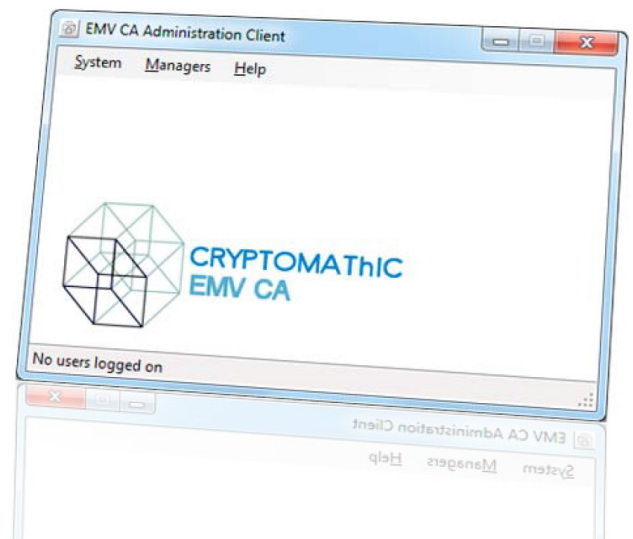 EMV CA Administration Client
System Managers Help
CRYPTOMAThIC
EMV CA
No users logged on
EMV CA Administration Client
System Managers Help